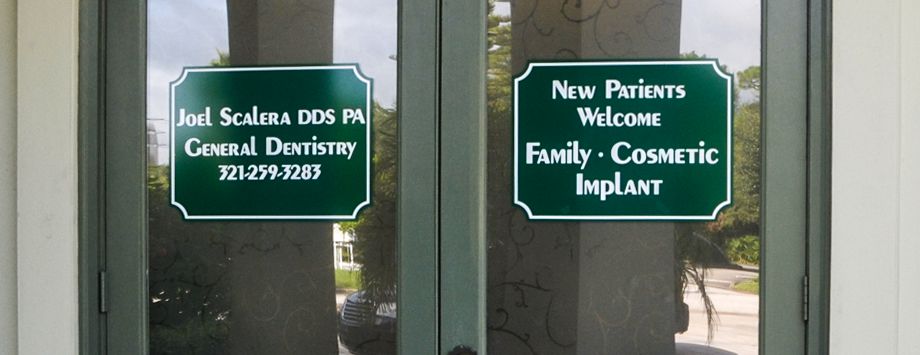 Joel Scalera DDS PA
General Dentistry
321-259-3283
New Patients
Welcome
Family · Cosmetic
Implant